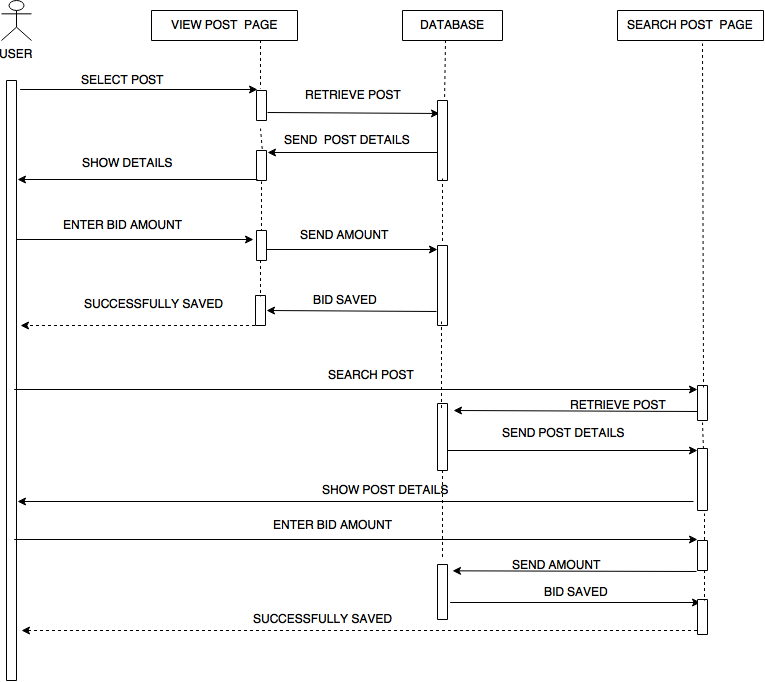 VIEW POST PAGE
DATABASE
SEARCH POST PAGE
USER
SELECT POST
RETRIEVE POST
SEND POST DETAILS
SHOW DETAILS
ENTER BID AMOUNT
SEND AMOUNT
BID SAVED
SUCCESSFULLY SAVED
SEARCH POST
RETRIEVE POST
SEND POST DETAILS
SHOW POST DETAILS
ENTER BID AMOUNT
SEND AMOUNT
BID SAVED
SUCCESSFULLY SAVED